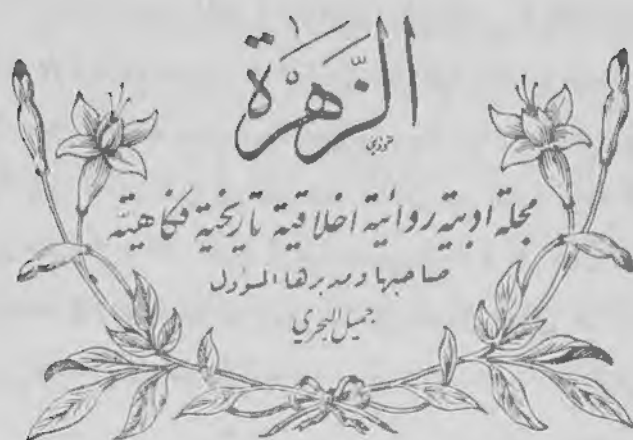 الزهرة
مجلة ادبية روائية اخلاقية تاريخية فكاهية
صاحبها ومديرها المسؤول
جميل البحري